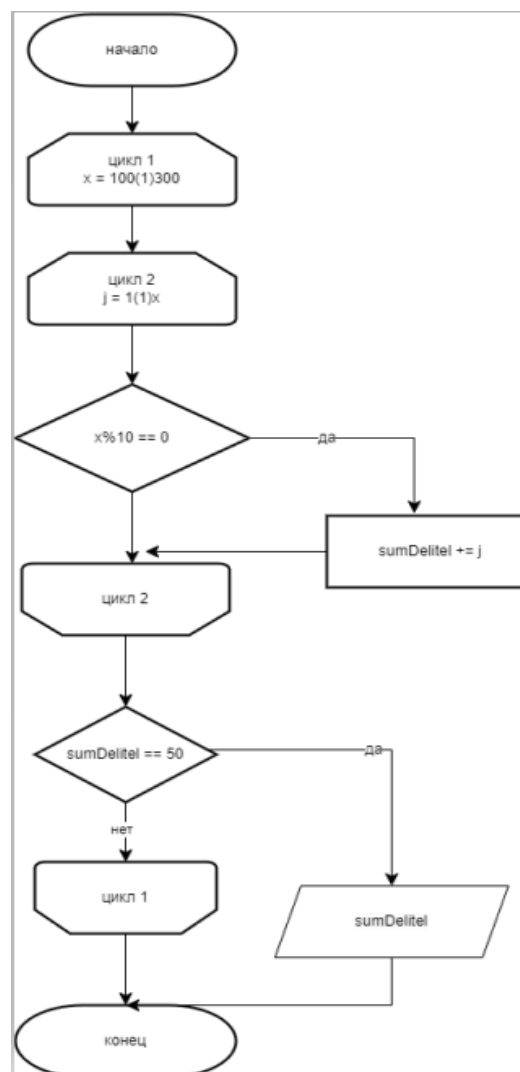 начало
цикл 1
x = 100(1)300
цикл 2
j = 1(1)x
x%10 == 0
да
sumDelitel += j
цикл 2
sumDelitel == 50
да
нет
цикл 1
sumDelitel
конец